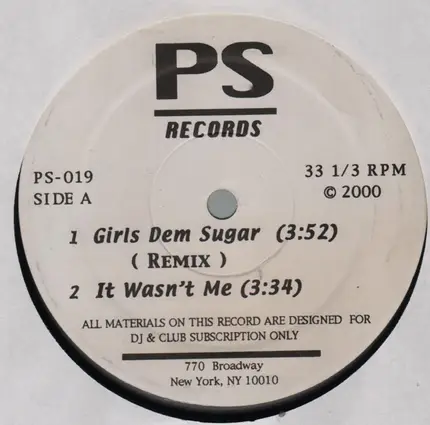 PS
RECORDS
PS-019
SIDE A
33 1/3 RPM
© 2000
1 Girls Dem Sugar (3:52)
( REMIX )
2 It Wasn't Me (3:34)
ALL MATERIALS ON THIS RECORD ARE DESIGNED FOR
DJ & CLUB SUBSCRIPTION ONLY
770 Broadway
New York, NY 10010